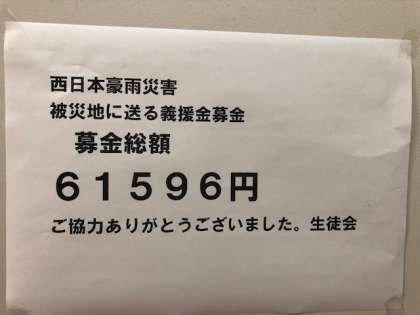 西日本豪雨災害
被災地に送る義援金募金
募金総額
６１５９６円
ご協力ありがとうございました。生徒会